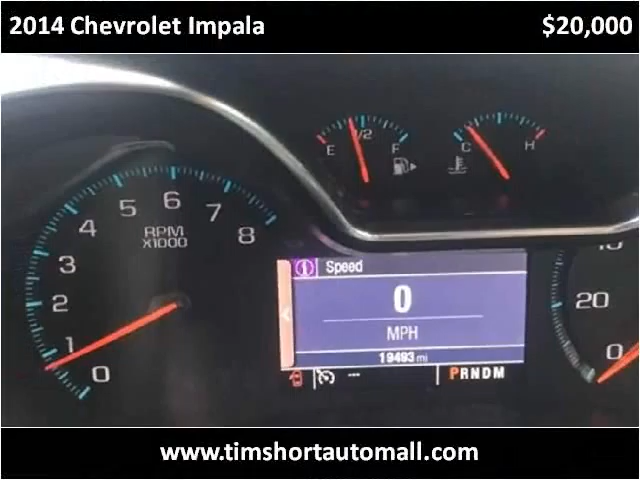 2014 Chevrolet Impala $20,000
E 1/2 F C H
5 6 7
4 RPM X1000 8
3
2
1
0
Speed
0
MPH
19493 mi
--- PRNDM
20
0
www.timshortautomall.com